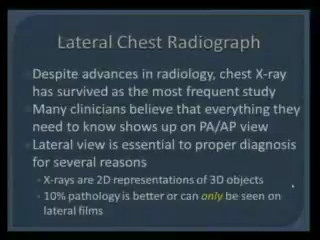 Lateral Chest Radiograph
Despite advances in radiology, chest X-ray
has survived as the most frequent study
Many clinicians believe that everything they
need to know shows up on PA/AP view
Lateral view is essential to proper diagnosis
for several reasons
X-rays are 2D representations of 3D objects
10% pathology is better or can only be seen on
lateral films